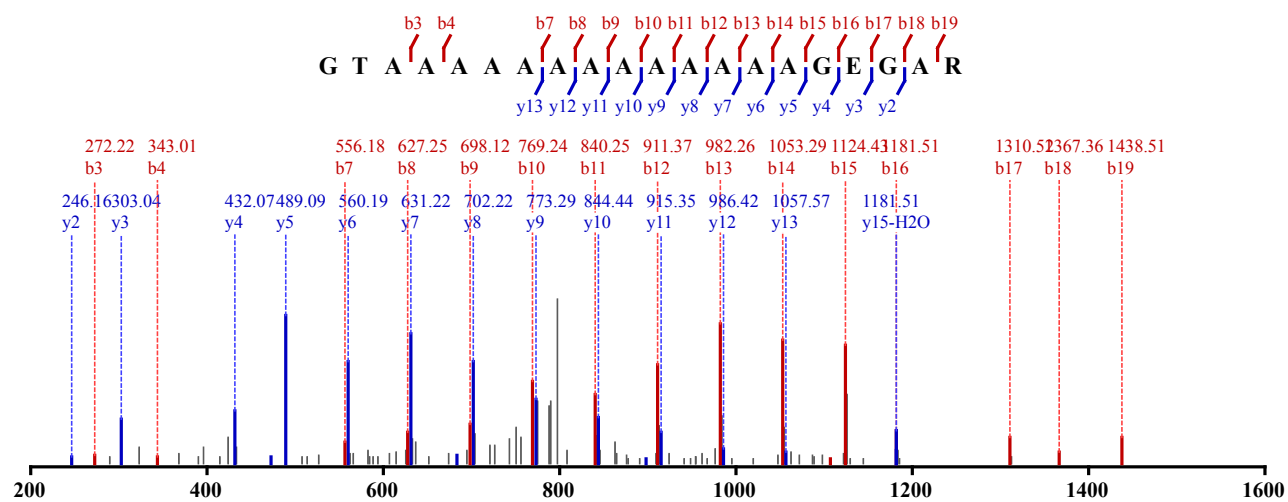 b3 b4 b7 b8 b9 b10 b11 b12 b13 b14 b15 b16 b17 b18 b19
G T A A A A A A A A A A A A A G E G A R
y13 y12 y11 y10 y9 y8 y7 y6 y5 y4 y3 y2
272.22 343.01 556.18 627.25 698.12 769.24 840.25 911.37 982.26 1053.29 1124.43 1181.51 1310.52 1367.36 1438.51
b3 b4 b7 b8 b9 b10 b11 b12 b13 b14 b15 b16 b17 b18 b19
246.16 303.04 432.07 489.09 560.19 631.22 702.22 773.29 844.44 915.35 986.42 1057.57 1181.51
y2 y3 y4 y5 y6 y7 y8 y9 y10 y11 y12 y13 y15-H2O
200 400 600 800 1000 1200 1400 1600